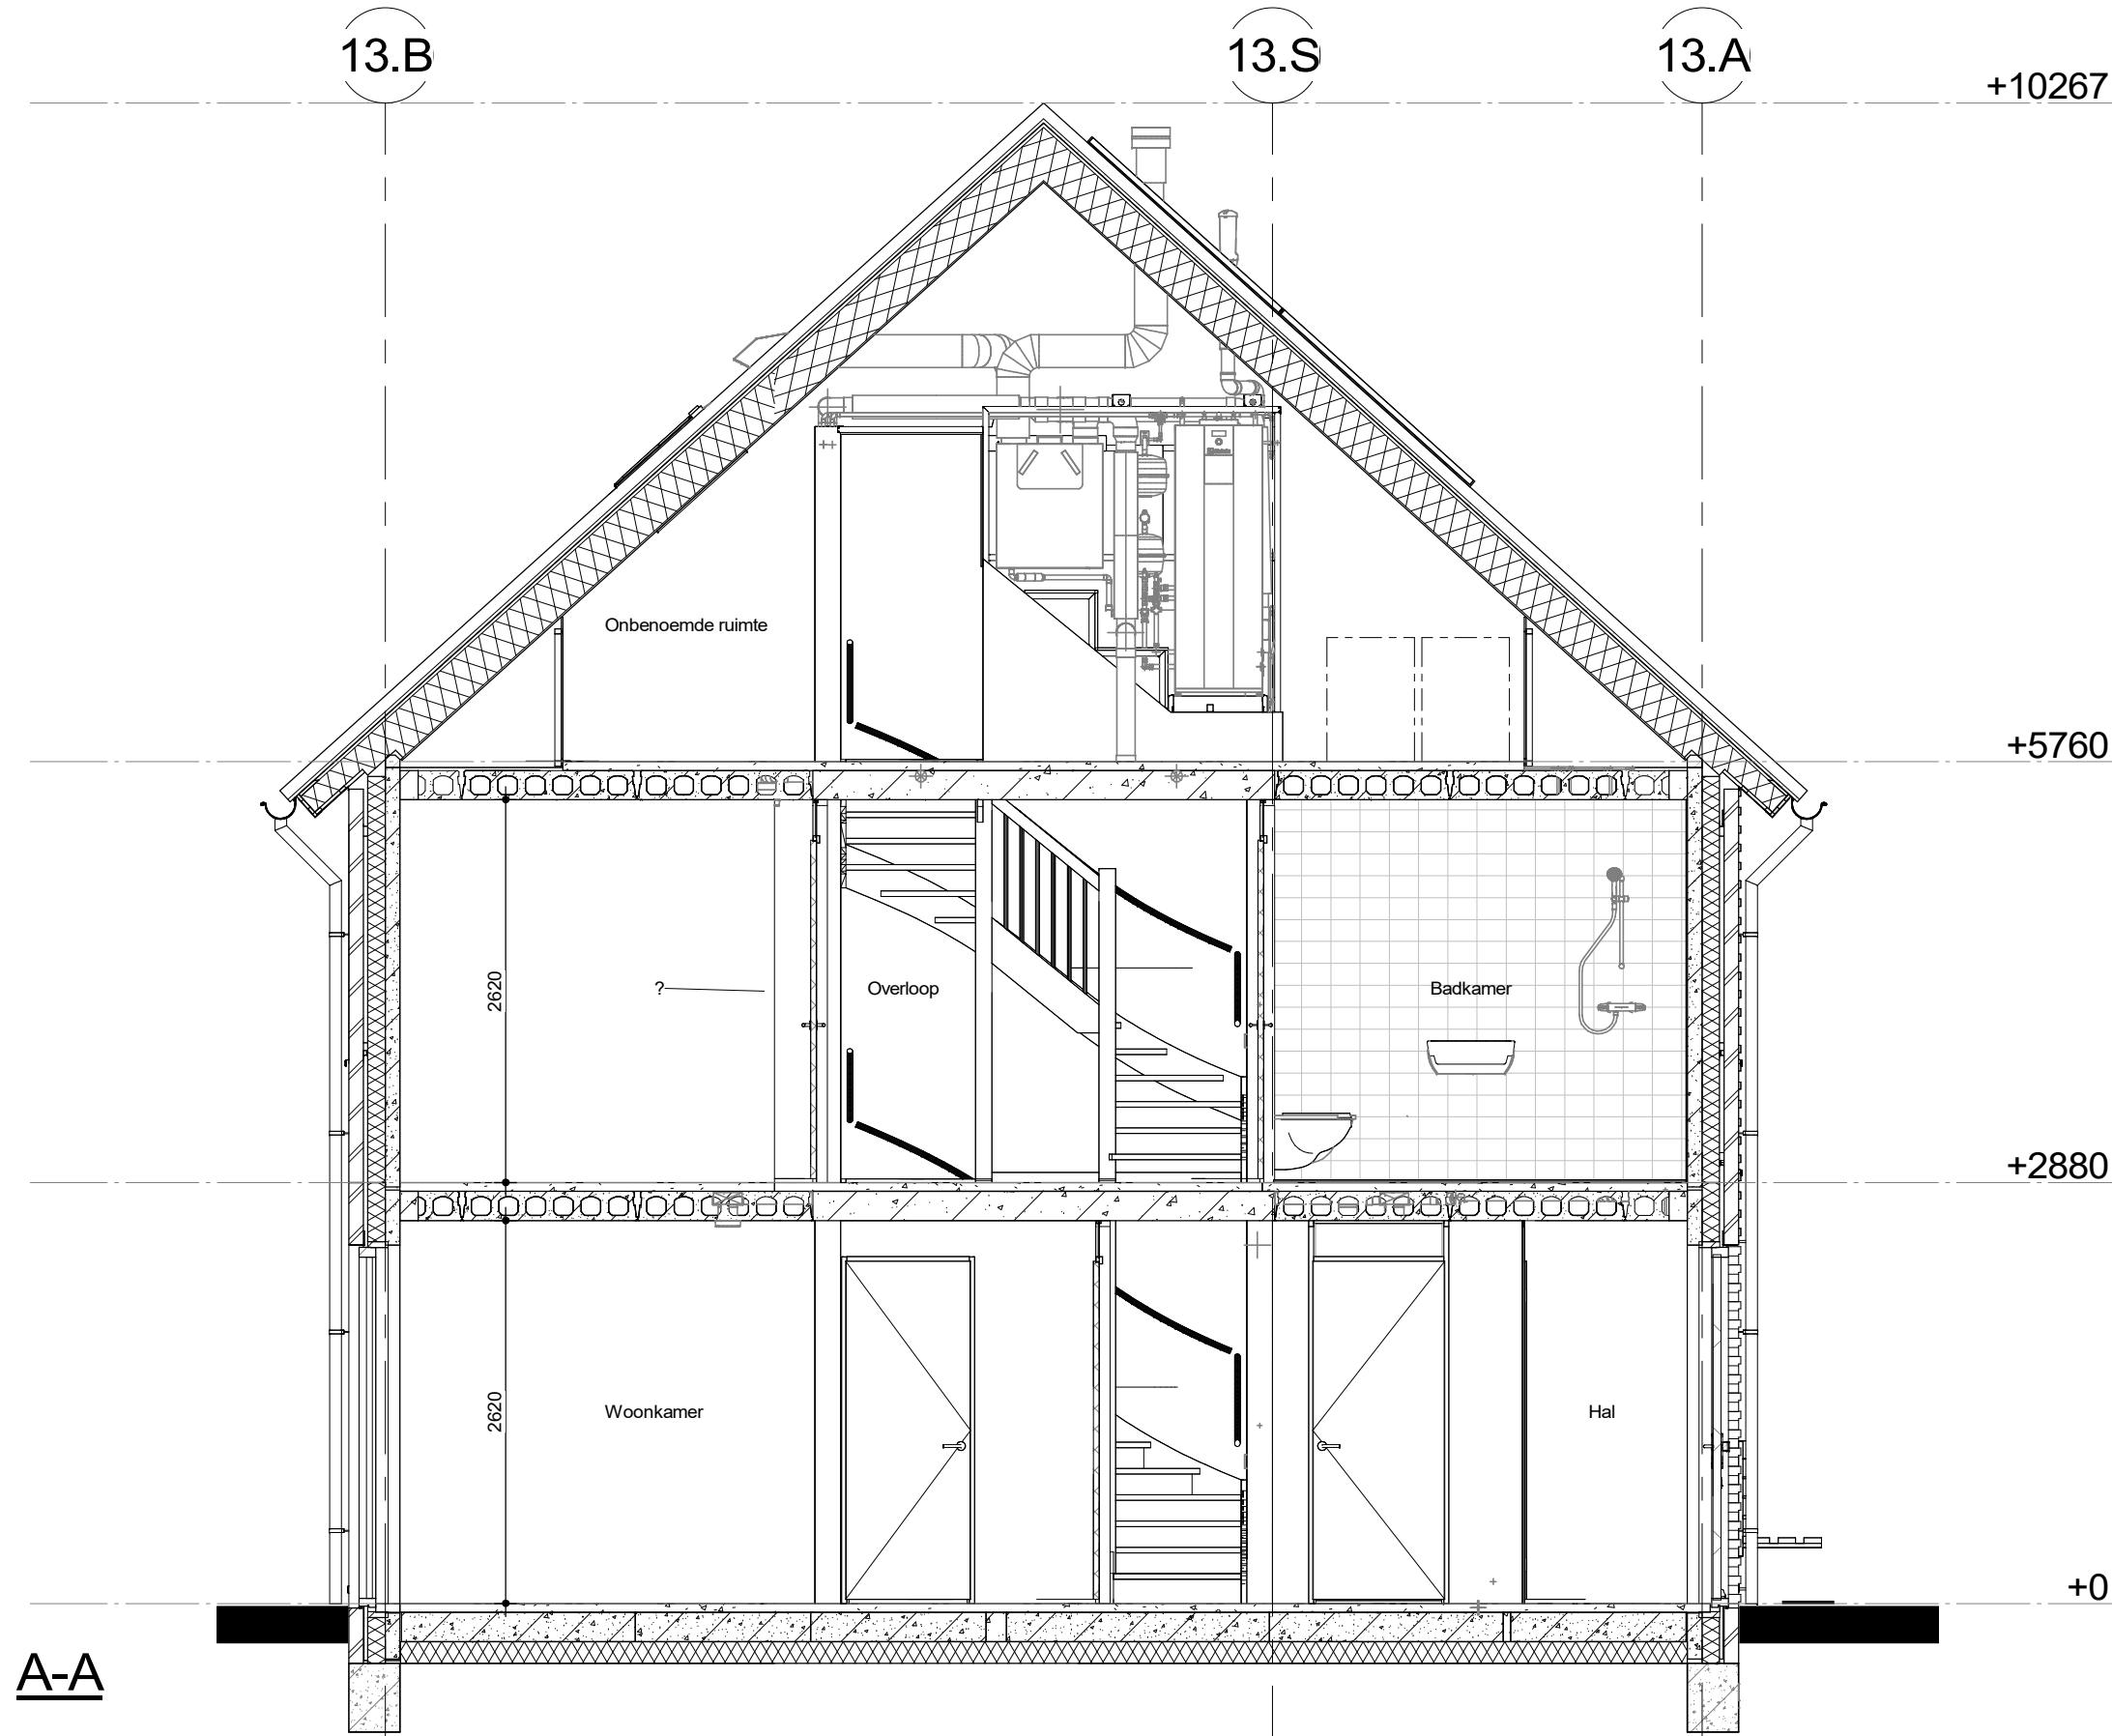 13.B
13.S
13.A
+10267
Onbenoemde ruimte
+5760
2620
?
Overloop
Badkamer
+2880
2620
Woonkamer
Hal
+0
A-A